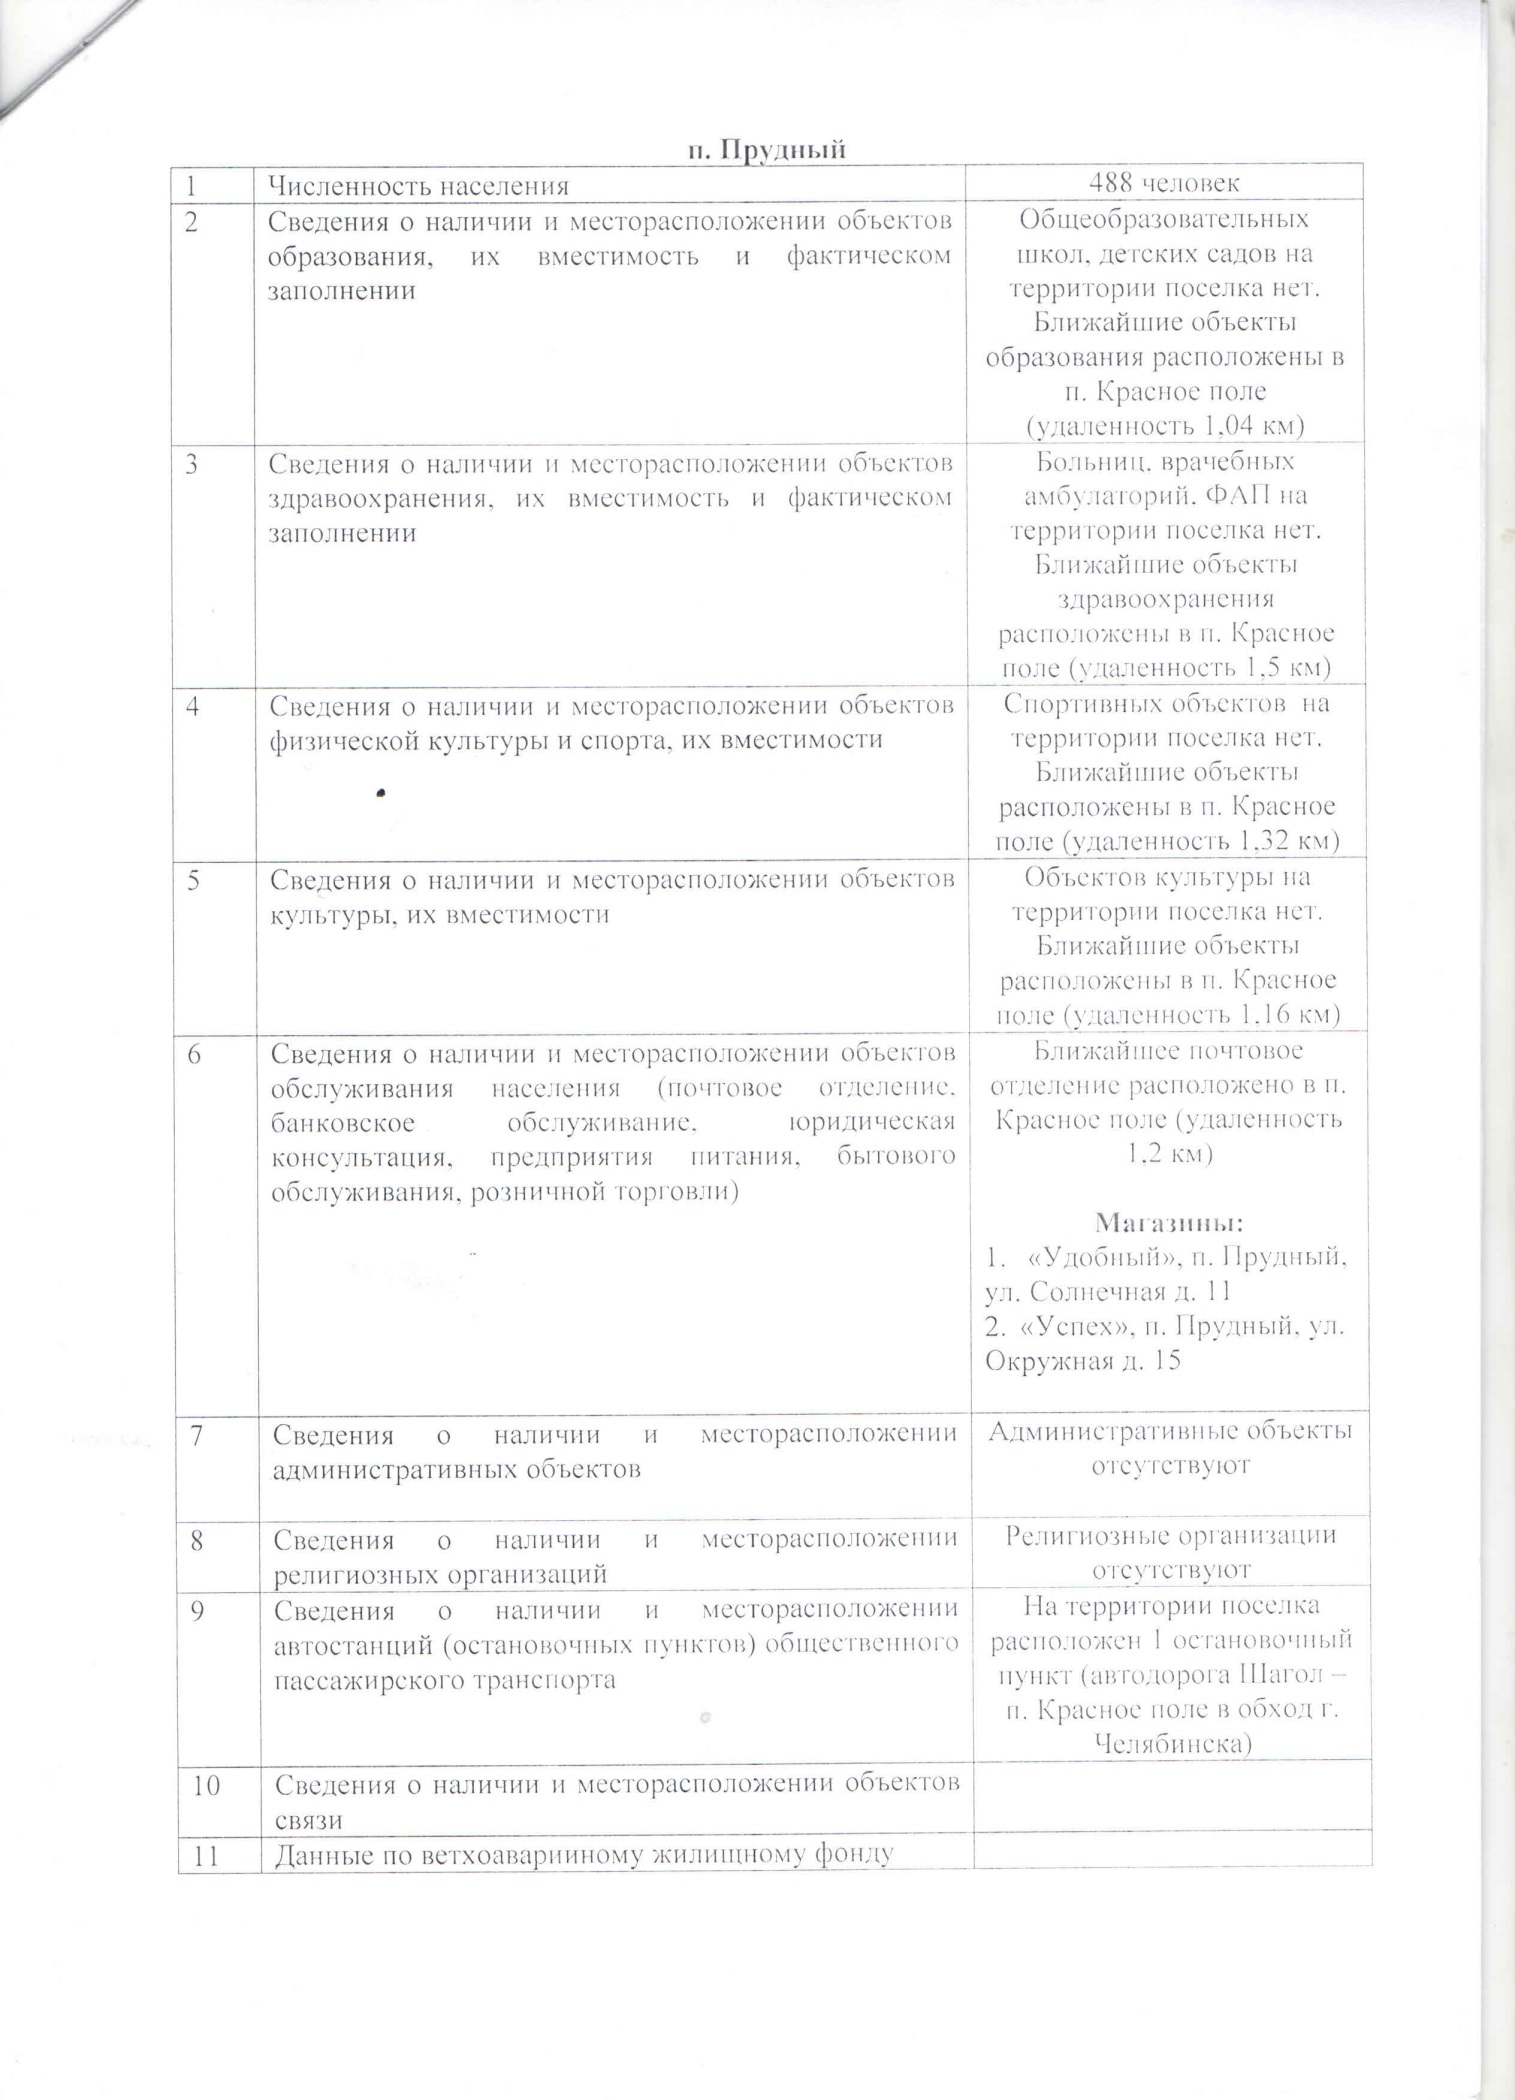 п. Прудный
1
Численность населения
488 человек
2
Сведения о наличии и месторасположении объектов
образования, их вместимость и фактическом
заполнении
Общеобразовательных
школ, детских садов на
территории поселка нет.
Ближайшие объекты
образования расположены в
п. Красное поле
(удаленность 1,04 км)
3
Сведения о наличии и месторасположении объектов
здравоохранения, их вместимость и фактическом
заполнении
Больниц, врачебных
амбулаторий, ФАП на
территории поселка нет.
Ближайшие объекты
здравоохранения
расположены в п. Красное
поле (удаленность 1,5 км)
4
Сведения о наличии и месторасположении объектов
физической культуры и спорта, их вместимости
Спортивных объектов на
территории поселка нет.
Ближайшие объекты
расположены в п. Красное
поле (удаленность 1,32 км)
5
Сведения о наличии и месторасположении объектов
культуры, их вместимости
Объектов культуры на
территории поселка нет.
Ближайшие объекты
расположены в п. Красное
поле (удаленность 1,16 км)
6
Сведения о наличии и месторасположении объектов
обслуживания населения (почтовое отделение,
банковское обслуживание, юридическая
консультация, предприятия питания, бытового
обслуживания, розничной торговли)
Ближайшее почтовое
отделение расположено в п.
Красное поле (удаленность
1,2 км)
Магазины:
1. «Удобный», п. Прудный,
ул. Солнечная д. 11
2. «Успех», п. Прудный, ул.
Окружная д. 15
7
Сведения о наличии и месторасположении
административных объектов
Административные объекты
отсутствуют
8
Сведения о наличии и месторасположении
религиозных организаций
Религиозные организации
отсутствуют
9
Сведения о наличии и месторасположении
автостанций (остановочных пунктов) общественного
пассажирского транспорта
На территории поселка
расположен 1 остановочный
пункт (автодорога Шагол –
п. Красное поле в обход г.
Челябинска)
10
Сведения о наличии и месторасположении объектов
связи
11
Данные по ветхоаварииному жилищному фонду